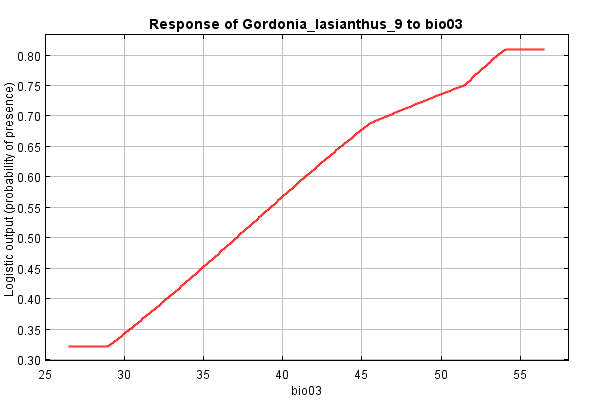 Response of Gordonia_lasianthus_9 to bio03
Logistic output (probability of presence)
0.80
0.75
0.70
0.65
0.60
0.55
0.50
0.45
0.40
0.35
0.30
25 30 35 40 45 50 55
bio03